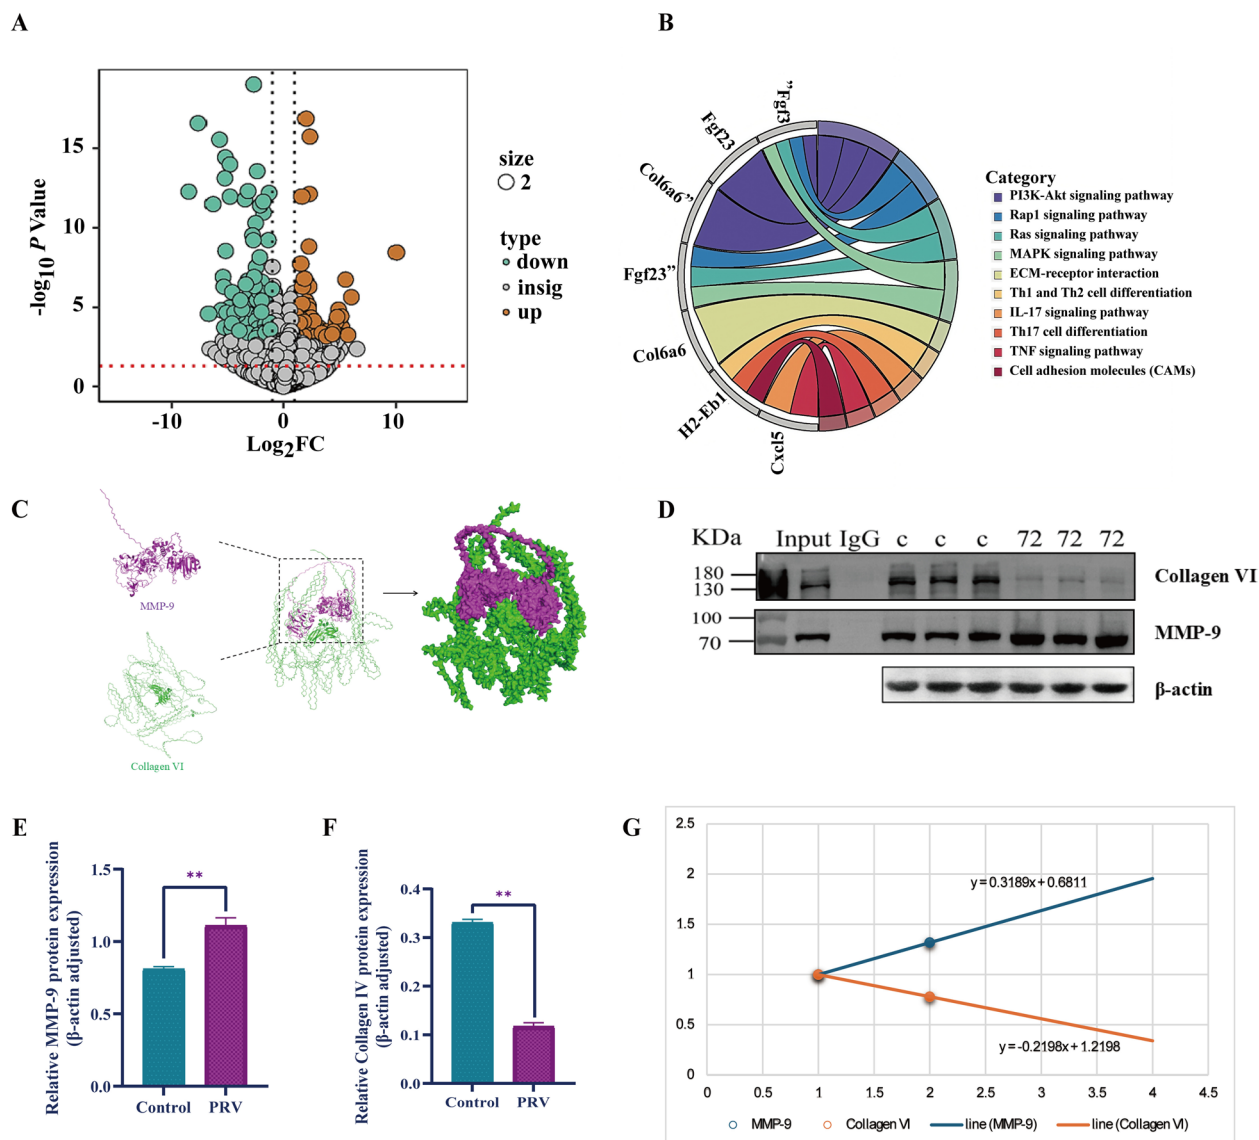 A
-log10 P Value
15
10
5
0
-10
0
10
Log2FC
size
2
type
down
insig
up
B
"Fgf3
Fgf23
Col6a6"
Fgf23"
Col6a6
H2-Eb1
Cxcl5
Category
PI3K-Akt signaling pathway
Rap1 signaling pathway
Ras signaling pathway
MAPK signaling pathway
ECM-receptor interaction
Th1 and Th2 cell differentiation
IL-17 signaling pathway
Th17 cell differentiation
TNF signaling pathway
Cell adhesion molecules (CAMs)
C
MMP-9
Collagen VI
D
KDa Input IgG c c c 72 72 72
180
130
Collagen VI
100
70
MMP-9
β-actin
E
Relative MMP-9 protein expression
(β-actin adjusted)
1.5
1.0
0.5
0.0
**
Control PRV
F
Relative Collagen IV protein expression
(β-actin adjusted)
0.4
0.3
0.2
0.1
0.0
**
Control PRV
G
2.5
2
1.5
1
0.5
0
y = 0.3189x + 0.6811
y = -0.2198x + 1.2198
0 0.5 1 1.5 2 2.5 3 3.5 4 4.5
MMP-9 Collagen VI line (MMP-9) line (Collagen VI)